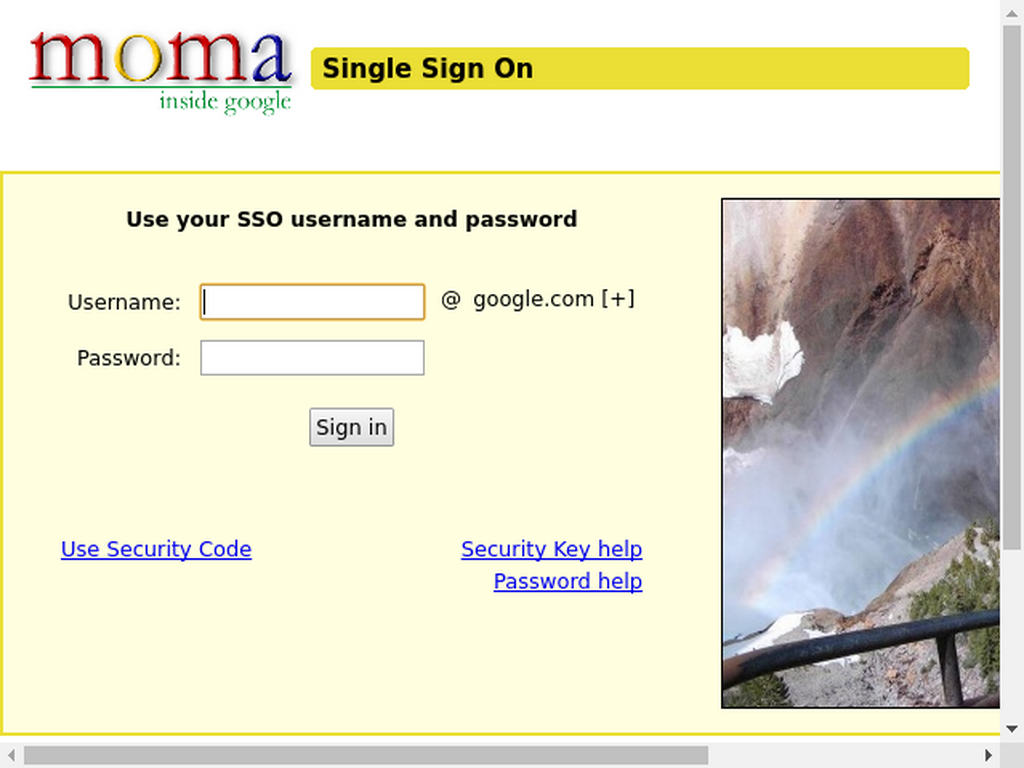 moma
inside google
Single Sign On
Use your SSO username and password
Username: @ google.com [+]
Password:
Sign in
Use Security Code
Security Key help
Password help